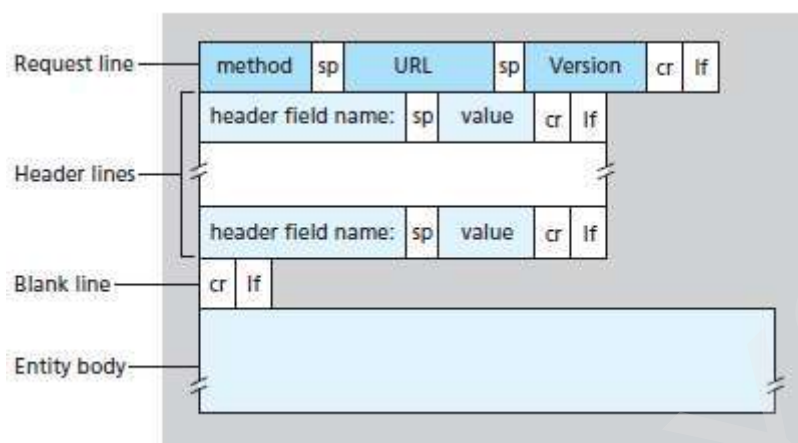 Request line method sp URL sp Version cr lf
header field name: sp value cr lf
Header lines
header field name: sp value cr lf
Blank line cr lf
Entity body